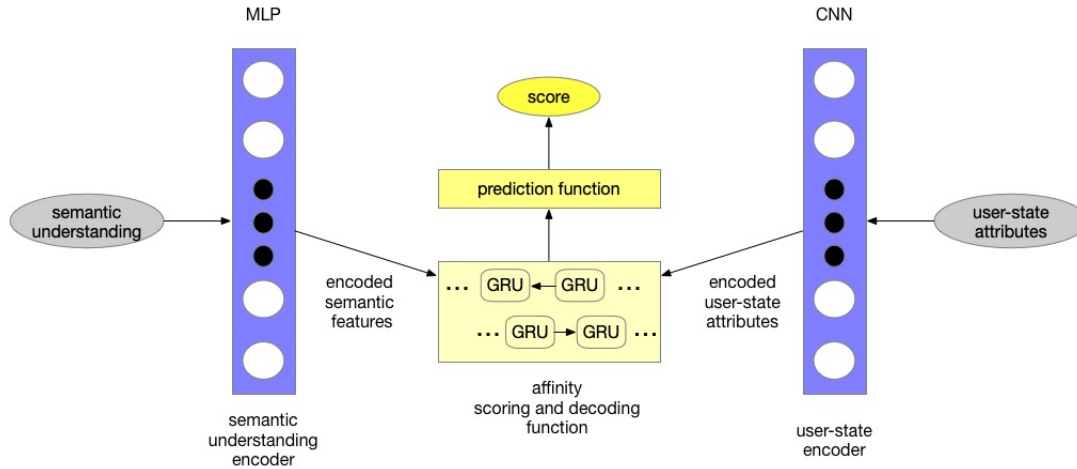 MLP
CNN
score
prediction function
semantic
understanding
user-state
attributes
encoded
semantic
features
... GRU GRU ...
... GRU GRU ...
encoded
user-state
attributes
affinity
scoring and decoding
function
semantic
understanding
encoder
user-state
encoder